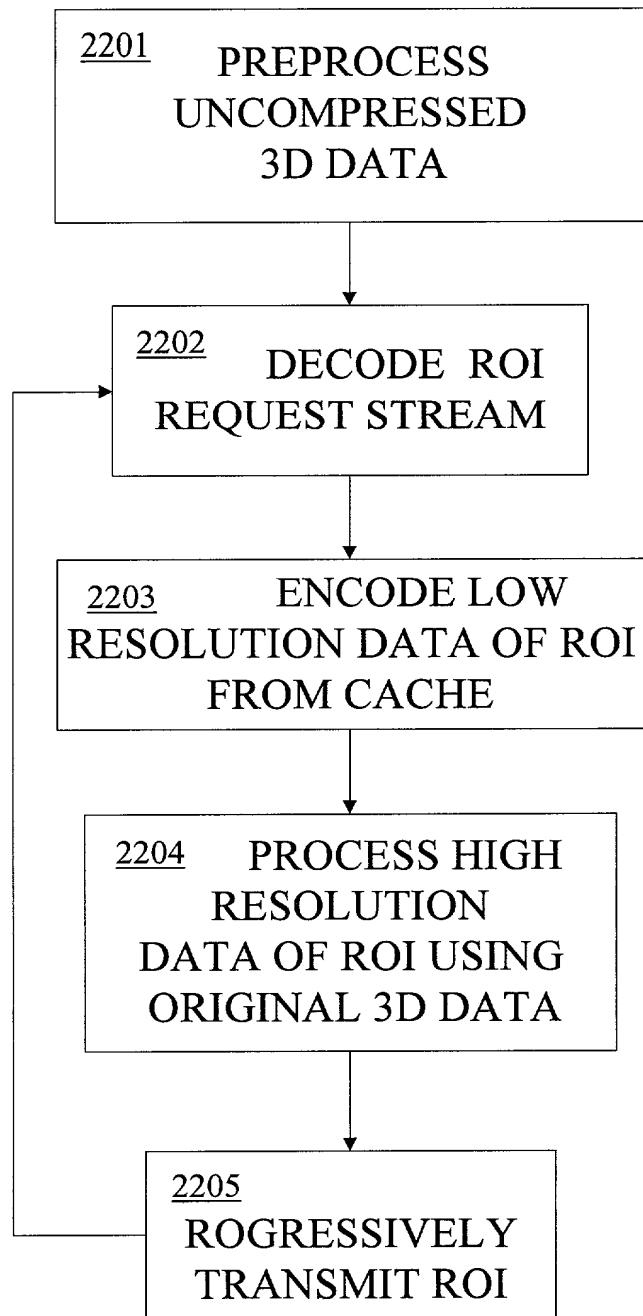 2201 PREPROCESS
UNCOMPRESSED
3D DATA
2202 DECODE ROI
REQUEST STREAM
2203 ENCODE LOW
RESOLUTION DATA OF ROI
FROM CACHE
2204 PROCESS HIGH
RESOLUTION
DATA OF ROI USING
ORIGINAL 3D DATA
2205
ROGRESSIVELY
TRANSMIT ROI